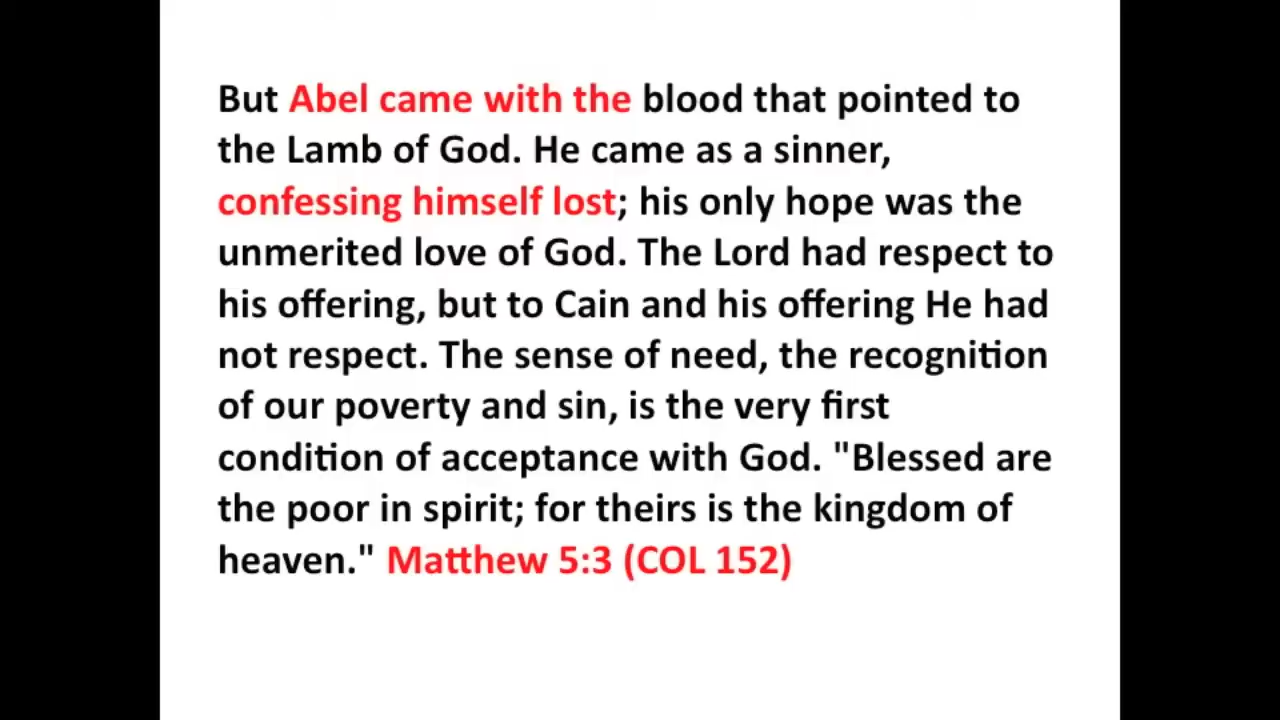 But Abel came with the blood that pointed to
the Lamb of God. He came as a sinner,
confessing himself lost; his only hope was the
unmerited love of God. The Lord had respect to
his offering, but to Cain and his offering He had
not respect. The sense of need, the recognition
of our poverty and sin, is the very first
condition of acceptance with God. "Blessed are
the poor in spirit; for theirs is the kingdom of
heaven." Matthew 5:3 (COL 152)